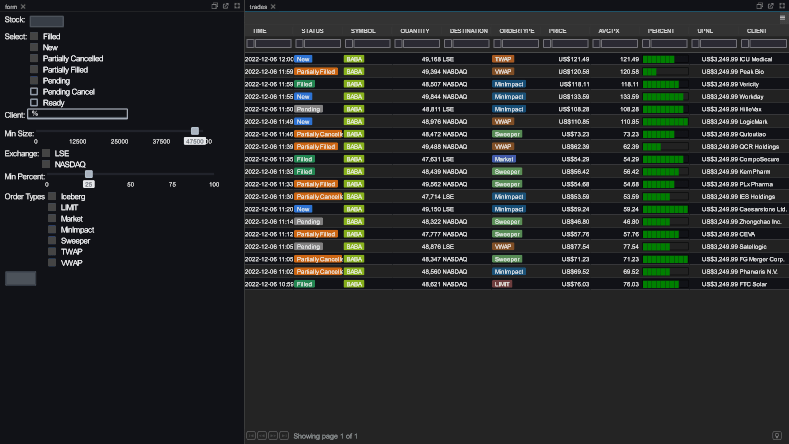 form
Stock:
Select:
Filled
New
Partially Cancelled
Partially Filled
Pending
Pending Cancel
Ready
Client:
%
Min Size:
0 12500 25000 37500 47500
Exchange:
LSE
NASDAQ
Min Percent:
0 25 50 75 100
Order Types
Iceberg
LIMIT
Market
MinImpact
Sweeper
TWAP
VWAP
trades
TIME STATUS SYMBOL QUANTITY DESTINATION ORDERTYPE PRICE AVGPX PERCENT UPNL CLIENT
2022-12-06 12:00 New BABA 49,168 LSE TWAP US$121.49 121.49 US$3,249.99 ICU Medical
2022-12-06 11:59 Partially Filled BABA 49,394 NASDAQ VWAP US$120.58 120.58 US$3,249.99 Peak Bio
2022-12-06 11:59 Filled BABA 48,507 NASDAQ MinImpact US$118.11 118.11 US$3,249.99 Vericity
2022-12-06 11:55 New BABA 49,844 NASDAQ MinImpact US$133.59 133.59 US$3,249.99 Workday
2022-12-06 11:50 Pending BABA 48,811 LSE MinImpact US$108.28 108.28 US$3,249.99 HilleVax
2022-12-06 11:49 New BABA 48,976 NASDAQ VWAP US$110.85 110.85 US$3,249.99 LogicMark
2022-12-06 11:46 Partially Cancelle BABA 48,472 NASDAQ Sweeper US$73.23 73.23 US$3,249.99 Qutoutiao
2022-12-06 11:39 Partially Filled BABA 49,488 NASDAQ VWAP US$62.39 62.39 US$3,249.99 QCR Holdings
2022-12-06 11:38 Filled BABA 47,631 LSE Market US$54.29 54.29 US$3,249.99 CompoSecure
2022-12-06 11:33 Filled BABA 48,439 NASDAQ Sweeper US$56.42 56.42 US$3,249.99 KemPharm
2022-12-06 11:33 Partially Filled BABA 49,562 NASDAQ Sweeper US$54.68 54.68 US$3,249.99 PLx Pharma
2022-12-06 11:30 Partially Cancelle BABA 47,714 LSE MinImpact US$53.59 53.59 US$3,249.99 IES Holdings
2022-12-06 11:20 New BABA 49,150 LSE MinImpact US$59.24 59.24 US$3,249.99 Caesarstone Ltd.
2022-12-06 11:14 Pending BABA 48,322 NASDAQ Sweeper US$46.80 46.80 US$3,249.99 Zhongchao Inc.
2022-12-06 11:12 Partially Filled BABA 47,777 NASDAQ Sweeper US$57.76 57.76 US$3,249.99 CEVA
2022-12-06 11:05 Pending BABA 48,876 LSE VWAP US$77.54 77.54 US$3,249.99 Satellogic
2022-12-06 11:05 Partially Cancelle BABA 48,347 NASDAQ Sweeper US$71.23 71.23 US$3,249.99 FG Merger Corp.
2022-12-06 11:02 Partially Cancelle BABA 48,560 NASDAQ MinImpact US$69.52 69.52 US$3,249.99 Phanaris N.V.
2022-12-06 10:59 Filled BABA 48,621 NASDAQ LIMIT US$76.03 76.03 US$3,249.99 FTC Solar
Showing page 1 of 1